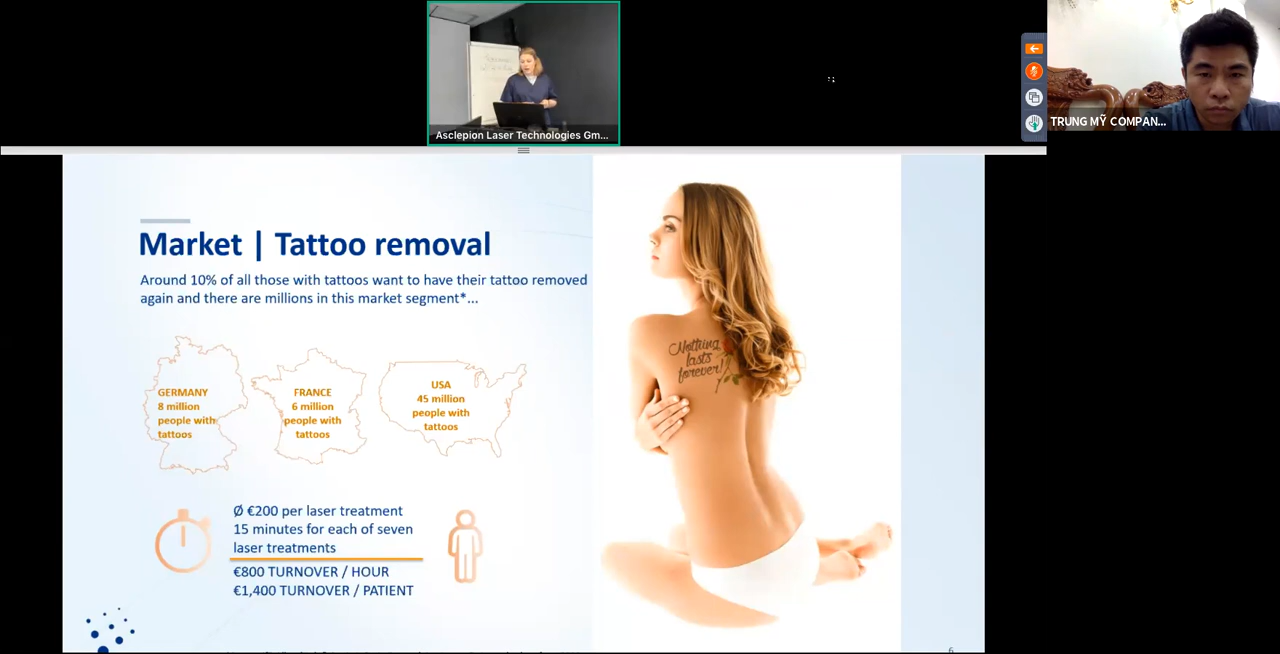 Asclepion Laser Technologies Gm...
TRUNG MỸ COMPAN...
Market | Tattoo removal
Around 10% of all those with tattoos want to have their tattoo removed
again and there are millions in this market segment*...
GERMANY
8 million
people with
tattoos
FRANCE
6 million
people with
tattoos
USA
45 million
people with
tattoos
Nothing
lasts
forever!
Ø €200 per laser treatment
15 minutes for each of seven
laser treatments
€800 TURNOVER / HOUR
€1,400 TURNOVER / PATIENT
6